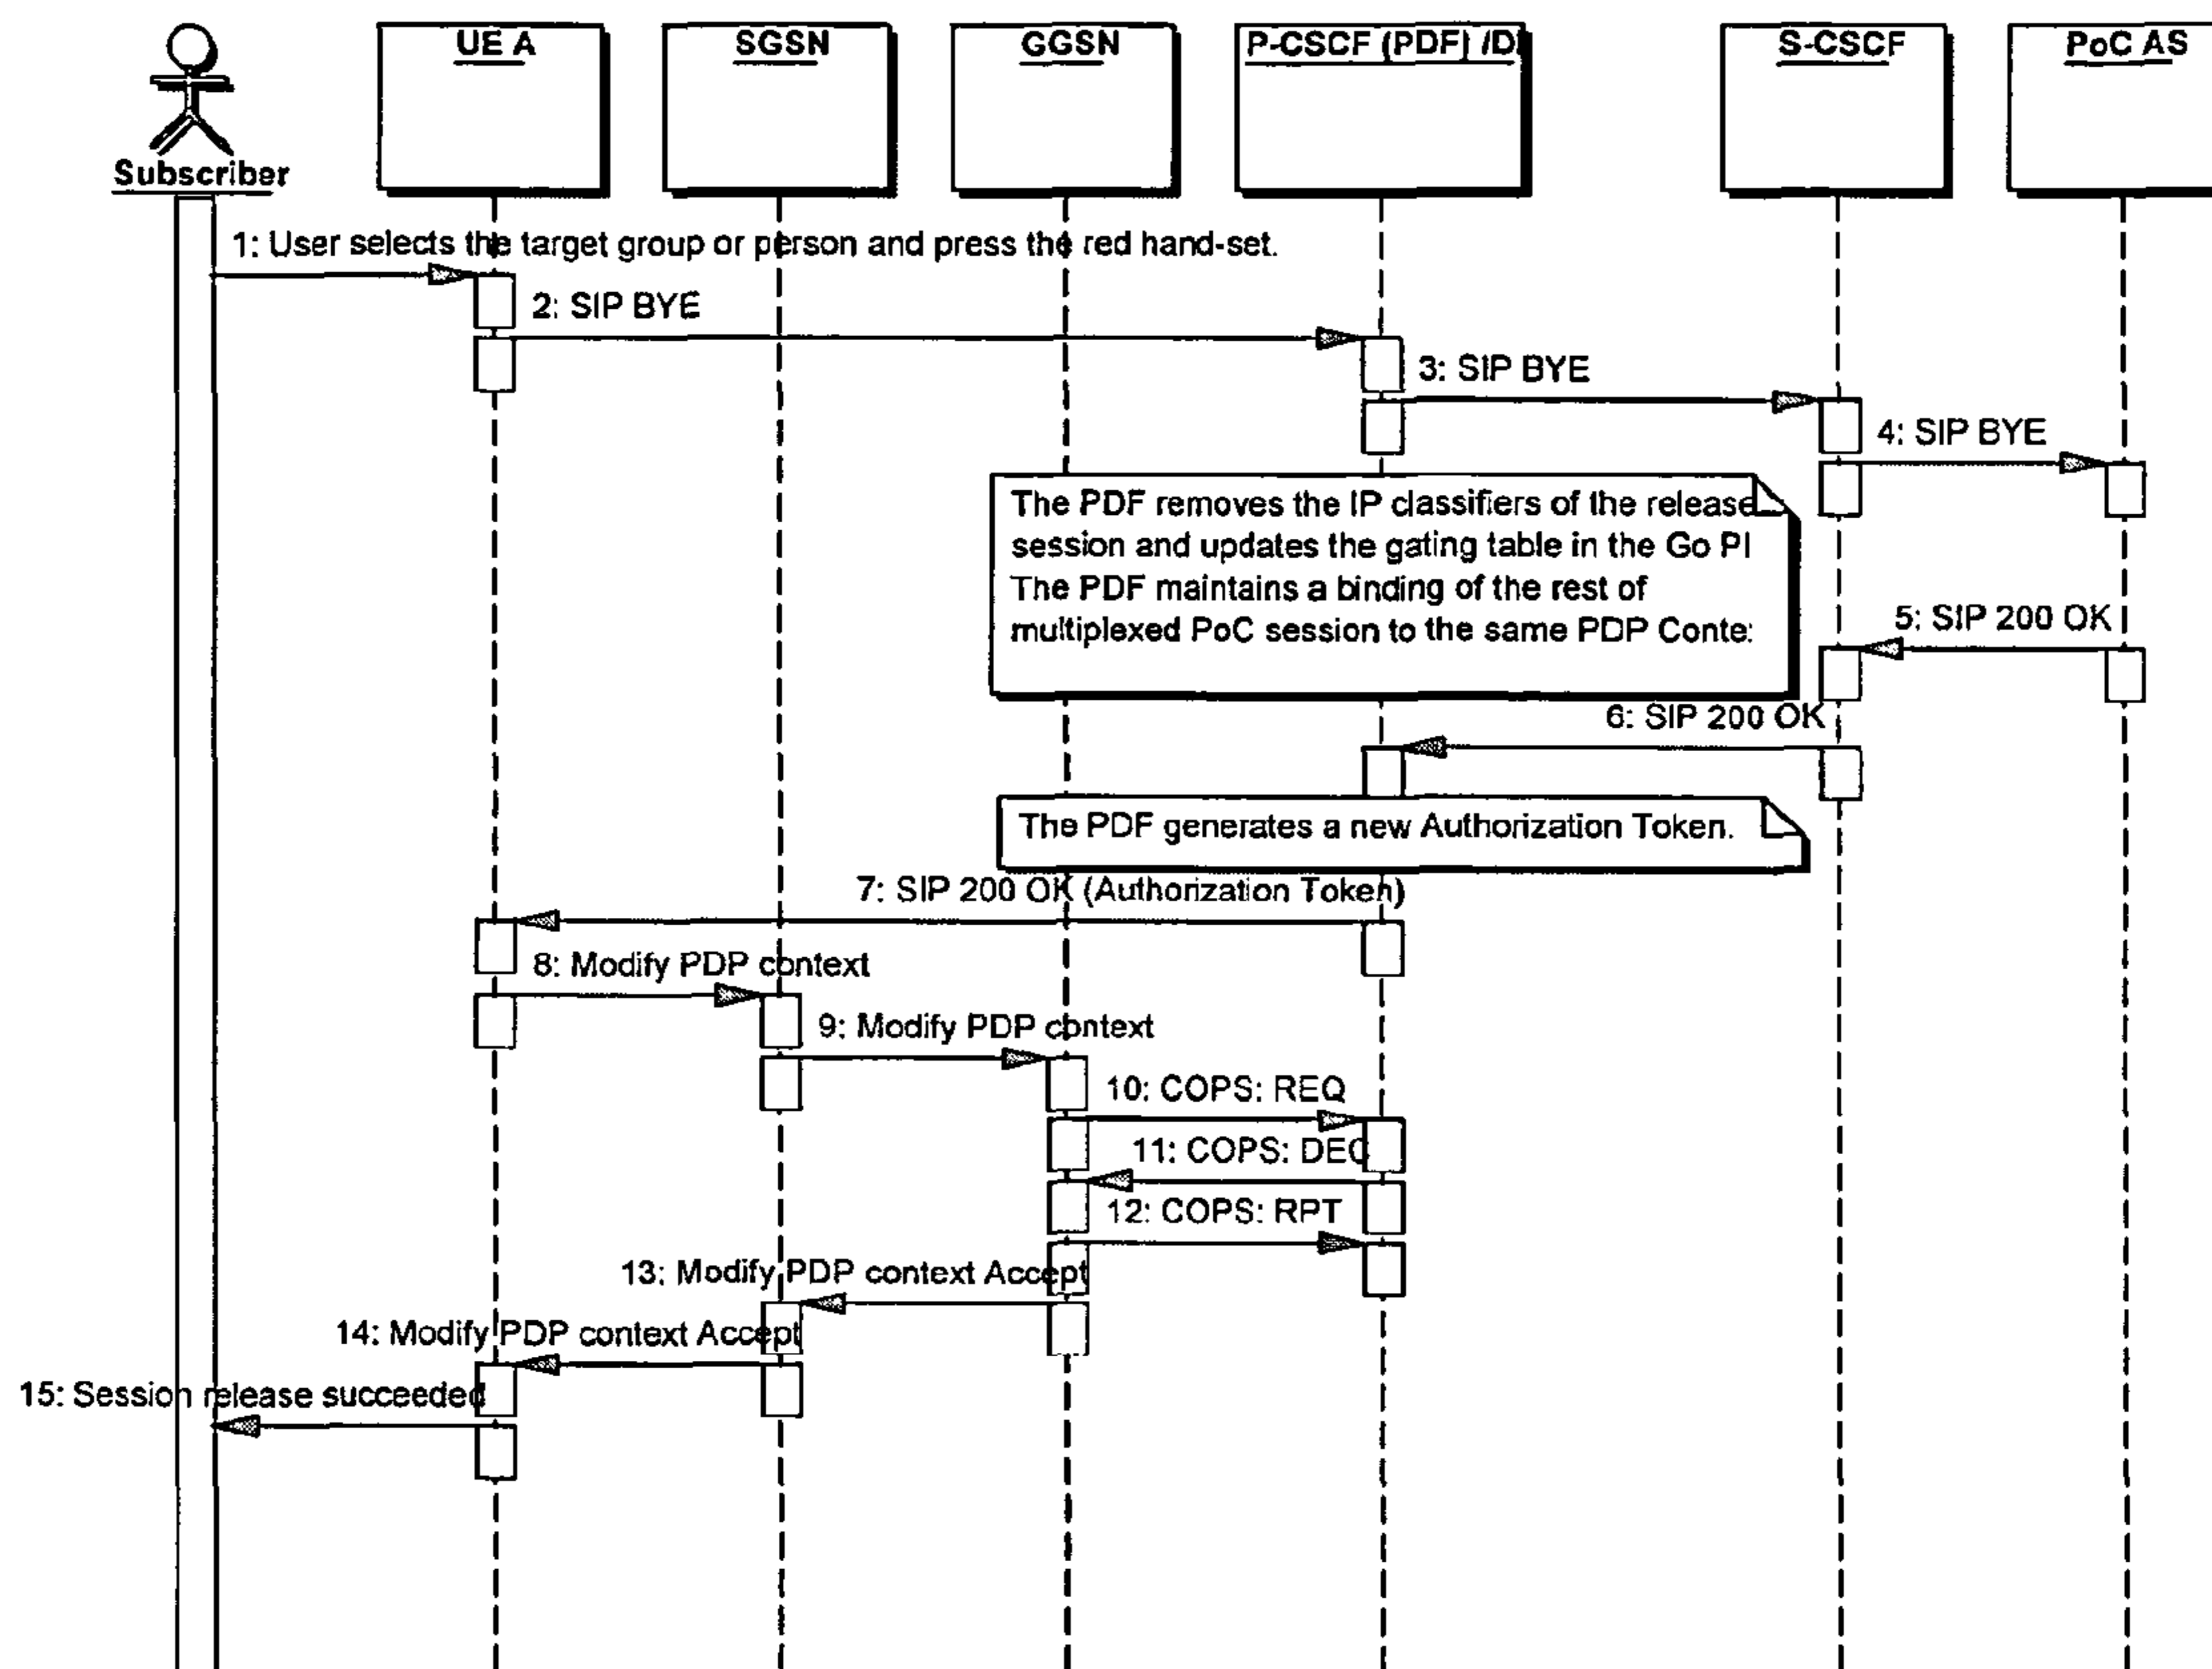 UE A
SGSN
GGSN
P-CSCF (PDF) /D
S-CSCF
PoC AS
Subscriber
1: User selects the target group or person and press the red hand-set.
2: SIP BYE
3: SIP BYE
4: SIP BYE
The PDF removes the IP classifiers of the release
session and updates the gating table in the Go PI
The PDF maintains a binding of the rest of
multiplexed PoC session to the same PDP Conte:
5: SIP 200 OK
6: SIP 200 OK
The PDF generates a new Authorization Token.
7: SIP 200 OK (Authorization Token)
8: Modify PDP context
9: Modify PDP context
10: COPS: REQ
11: COPS: DEC
12: COPS: RPT
13: Modify PDP context Accept
14: Modify PDP context Accept
15: Session release succeeded